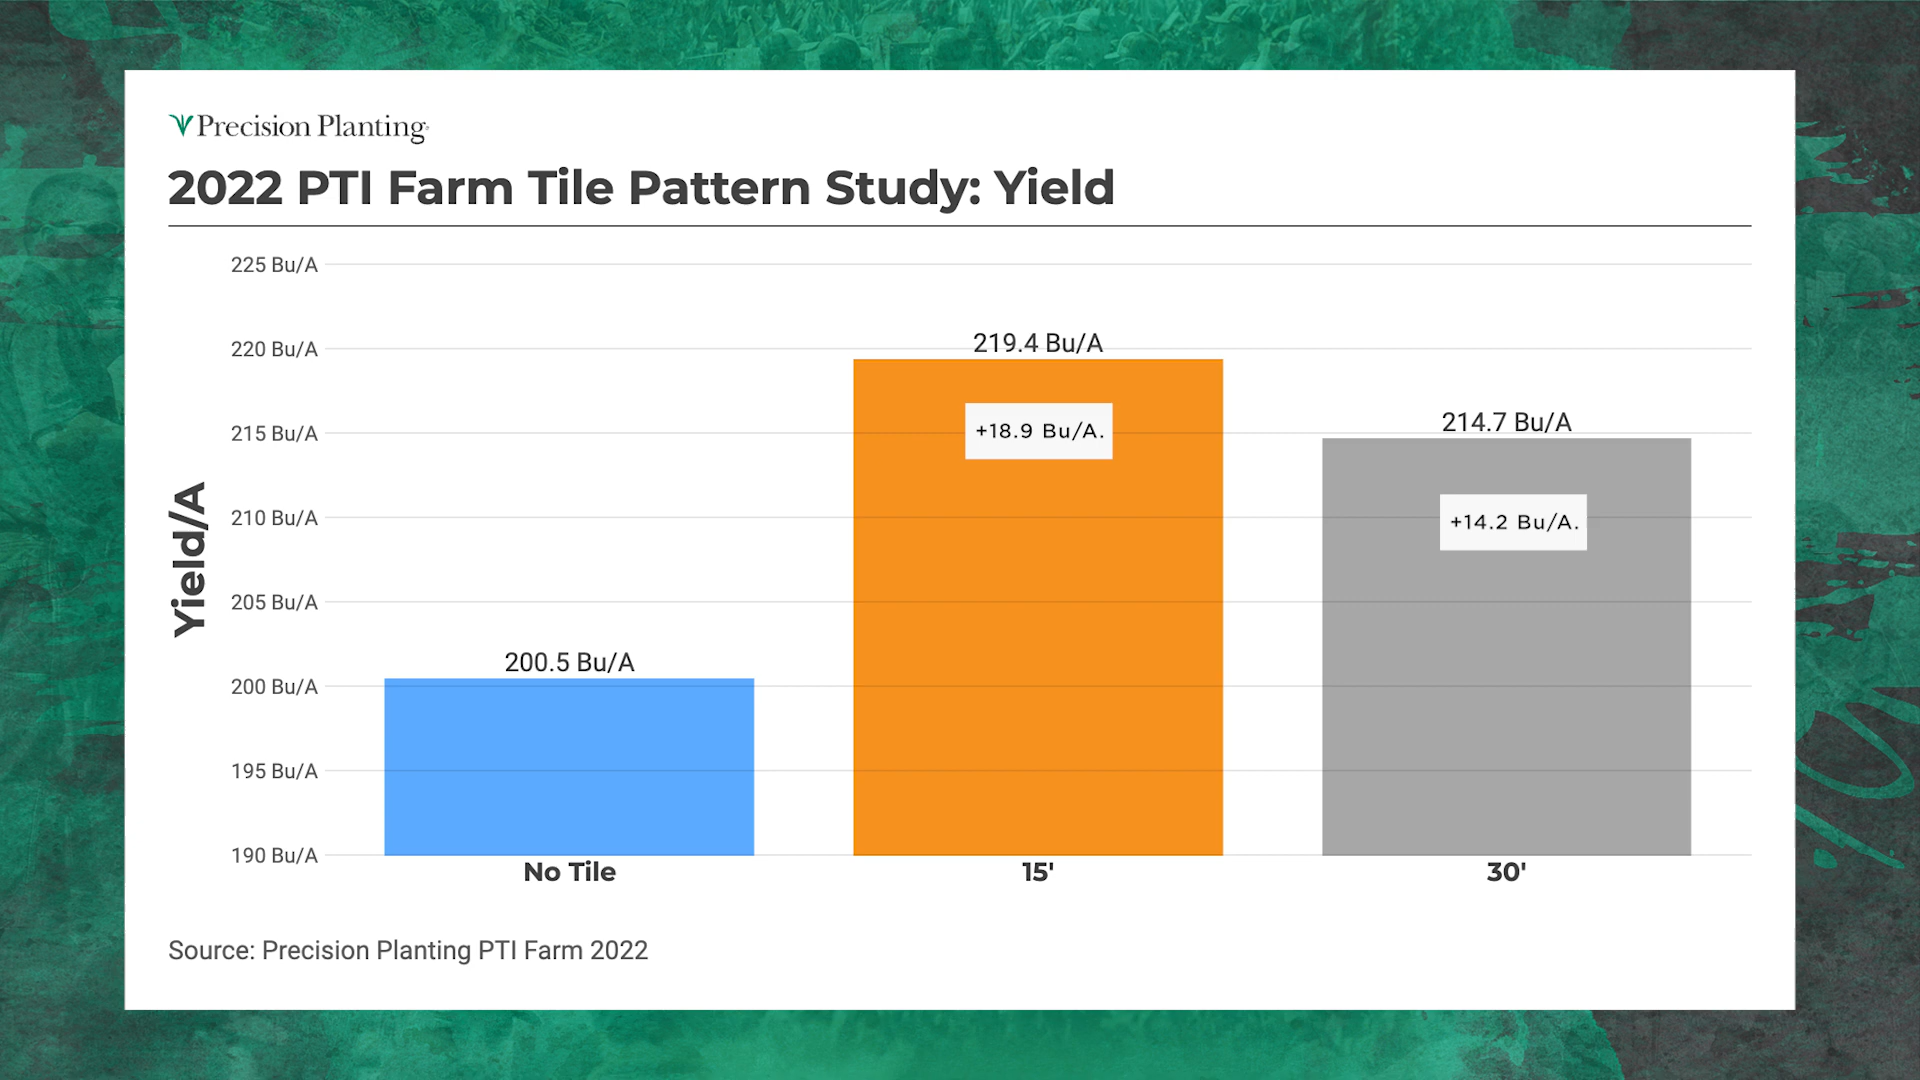 Precision Planting
2022 PTI Farm Tile Pattern Study: Yield
225 Bu/A
220 Bu/A
215 Bu/A
210 Bu/A
205 Bu/A
200 Bu/A
195 Bu/A
190 Bu/A
Yield/A
200.5 Bu/A
219.4 Bu/A
+18.9 Bu/A.
214.7 Bu/A
+14.2 Bu/A.
No Tile
15'
30'
Source: Precision Planting PTI Farm 2022